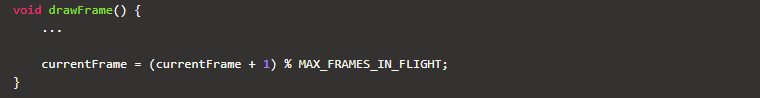 void drawFrame() {
    ...

    currentFrame = (currentFrame + 1) % MAX_FRAMES_IN_FLIGHT;
}